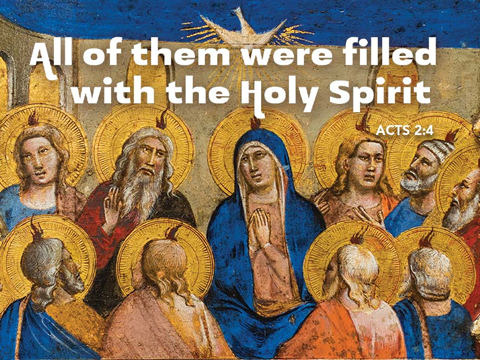 All of them were filled
with the Holy Spirit
ACTS 2:4